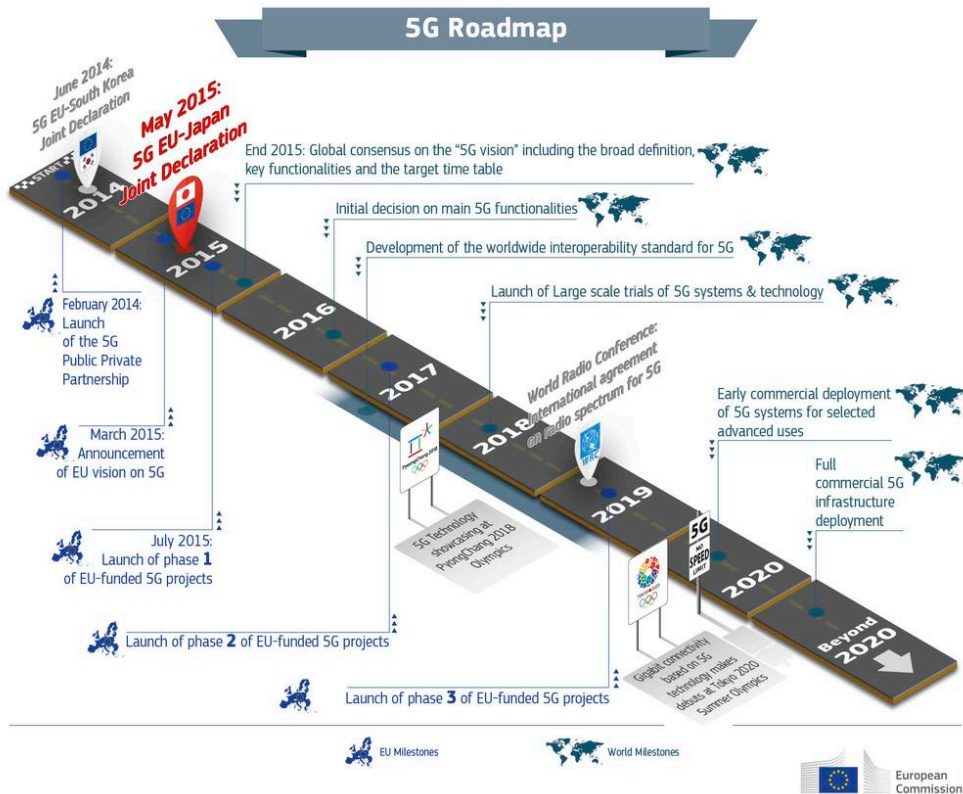 5G Roadmap
June 2014:
5G EU-South Korea
Joint Declaration
May 2015:
5G EU-Japan
Joint Declaration
End 2015: Global consensus on the “5G vision” including the broad definition,
key functionalities and the target time table
Initial decision on main 5G functionalities
Development of the worldwide interoperability standard for 5G
Launch of Large scale trials of 5G systems & technology
World Radio Conference:
International agreement
on radio spectrum for 5G
WRC
Early commercial deployment
of 5G systems for selected
advanced uses
Full
commercial 5G
infrastructure
deployment
START
2014
2015
2016
2017
2018
2019
2020
Beyond
2020
February 2014:
Launch
of the 5G
Public Private
Partnership
March 2015:
Announcement
of EU vision on 5G
July 2015:
Launch of phase 1
of EU-funded 5G projects
Launch of phase 2 of EU-funded 5G projects
Launch of phase 3 of EU-funded 5G projects
PyeongChang 2018
5G Technology
showcasing at
PyongChang 2018
Olympics
TOKYO 2020
5G
NO
SPEED
LIMIT
Gigabit connectivity
based on 5G
technology makes
debuts at Tokyo 2020
Summer Olympics
EU Milestones
World Milestones
European
Commission